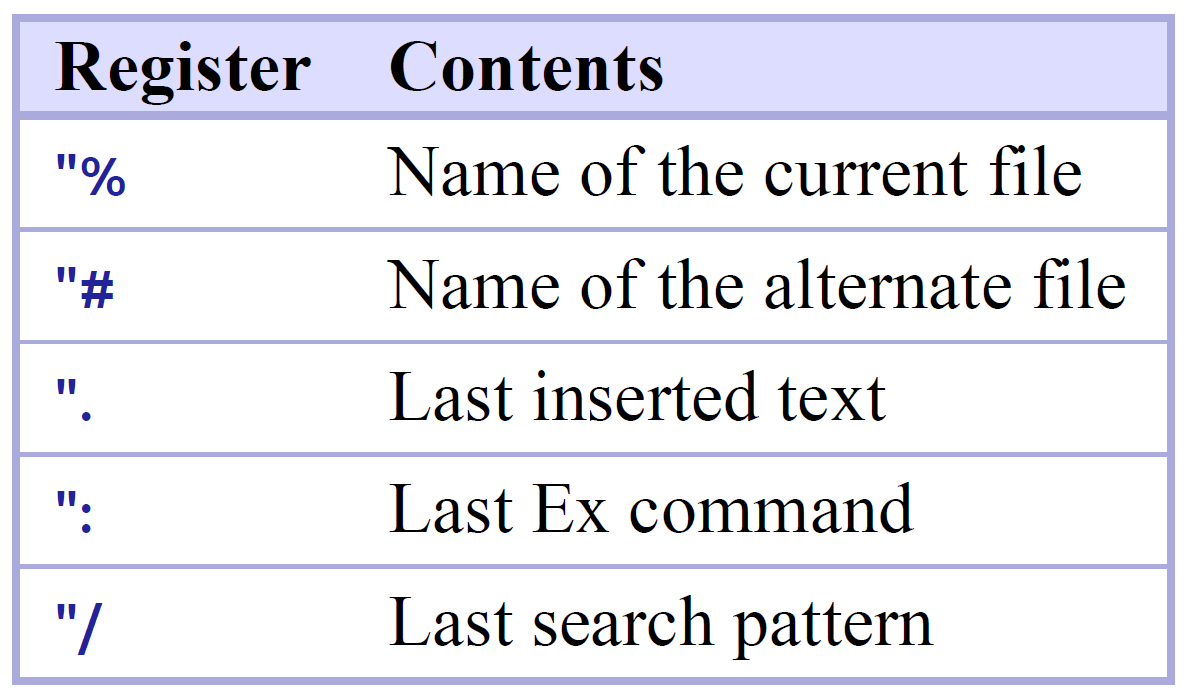 Register Contents
"% Name of the current file
"# Name of the alternate file
". Last inserted text
": Last Ex command
"/ Last search pattern